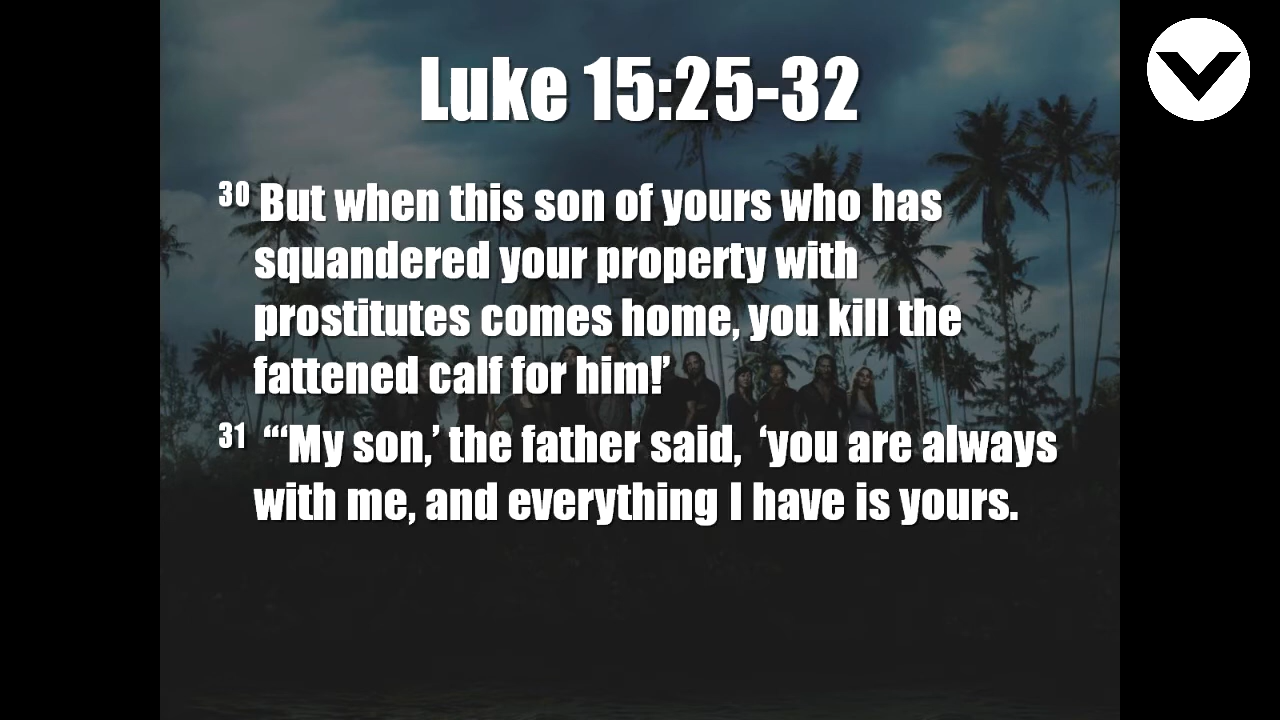 Luke 15:25-32
30 But when this son of yours who has
squandered your property with
prostitutes comes home, you kill the
fattened calf for him!’
31 “‘My son,’ the father said, ‘you are always
with me, and everything I have is yours.